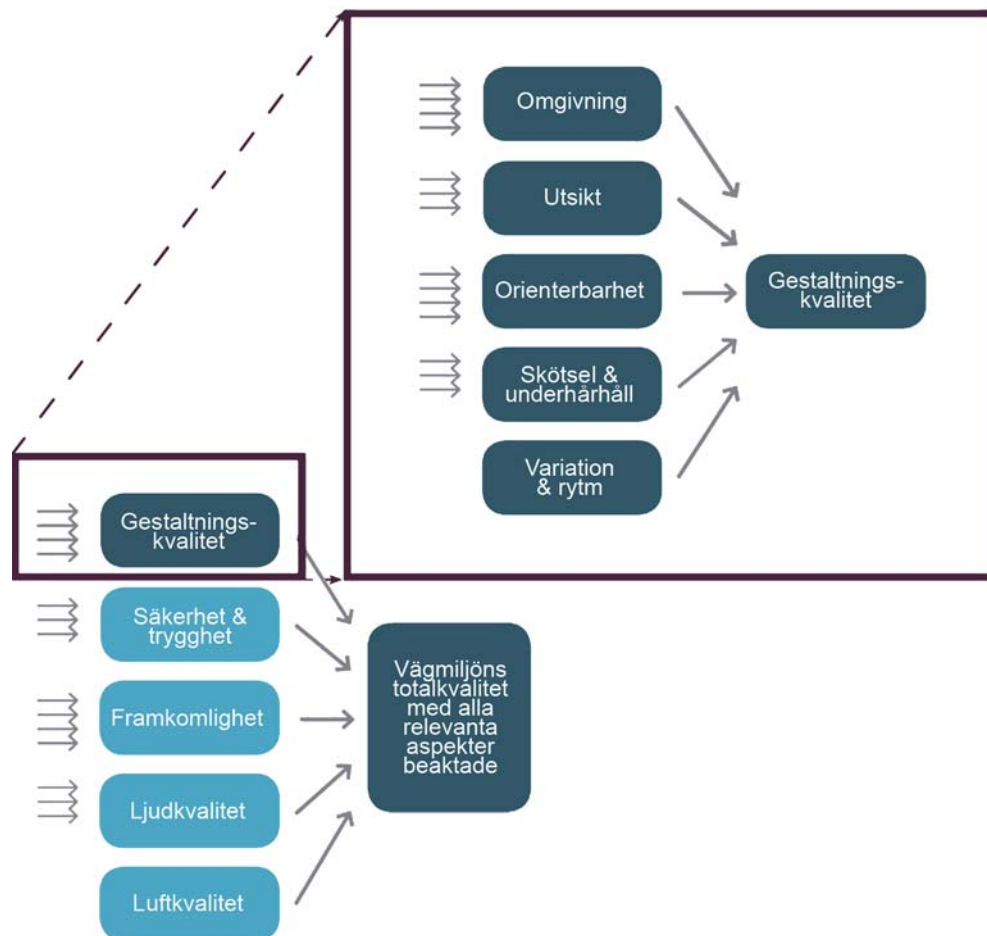 Omgivning
Utsikt
Orienterbarhet
Skötsel &
underhårhåll
Variation
& rytm
Gestaltnings-
kvalitet
Gestaltnings-
kvalitet
Säkerhet &
trygghet
Framkomlighet
Ljudkvalitet
Luftkvalitet
Vägmiljöns
totalkvalitet
med alla
relevanta
aspekter
beaktade